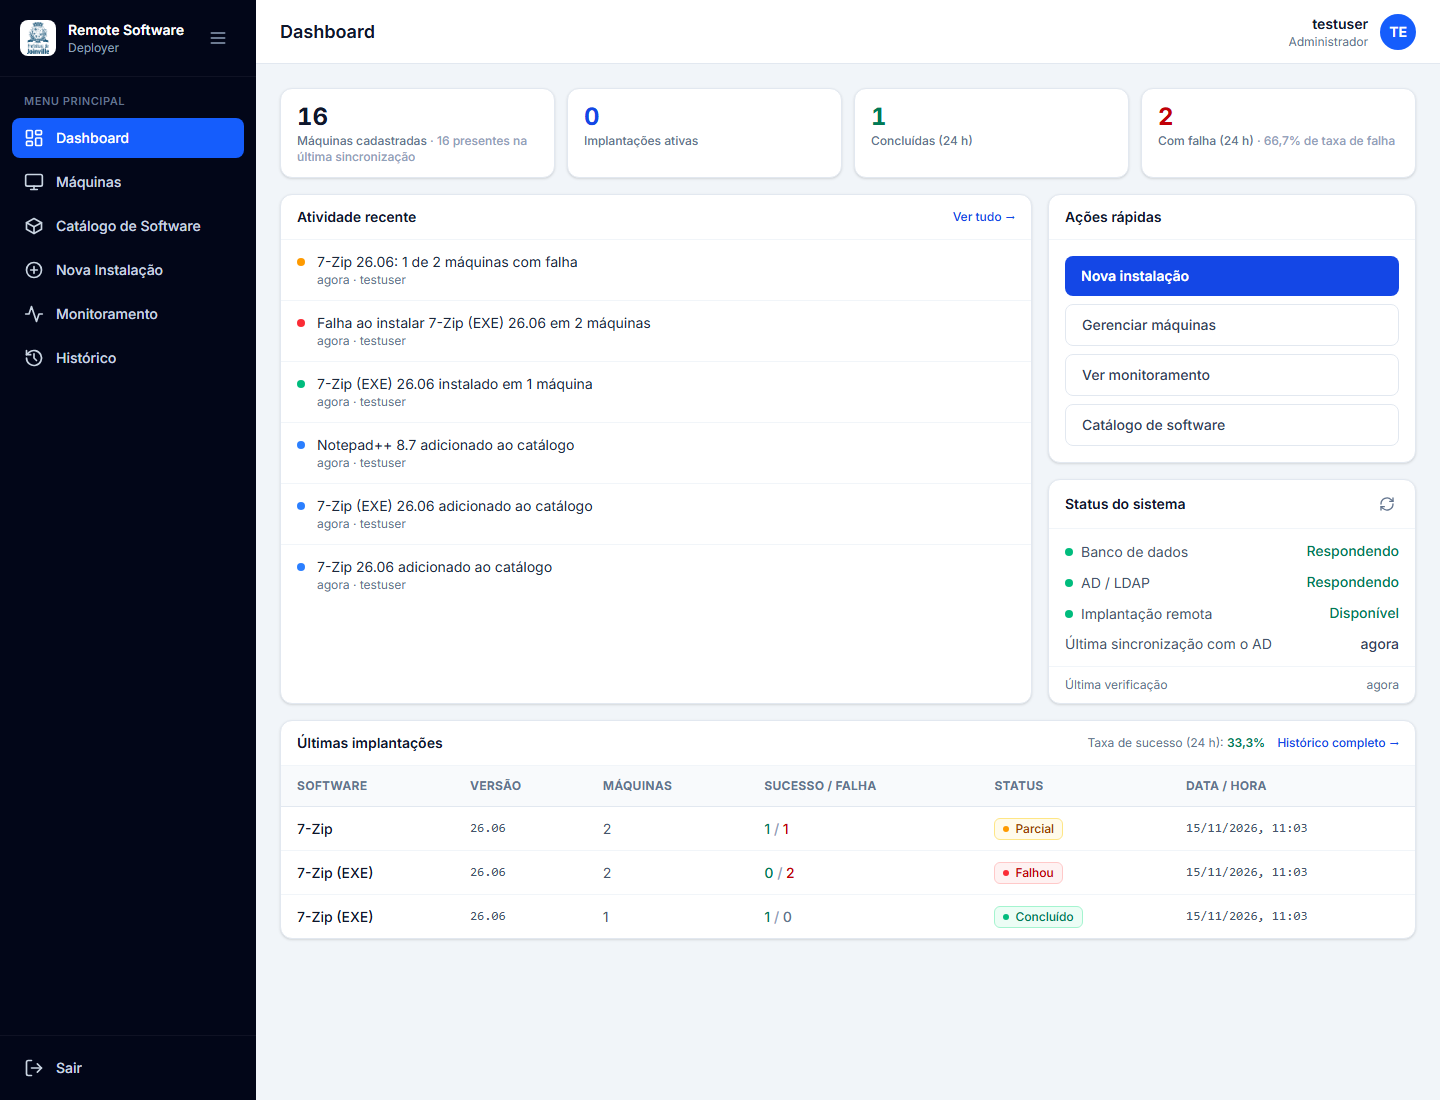 Remote Software
Deployer
MENU PRINCIPAL
Dashboard
Máquinas
Catálogo de Software
Nova Instalação
Monitoramento
Histórico
Sair
Dashboard
testuser
Administrador
TE
16
Máquinas cadastradas · 16 presentes na
última sincronização
0
Implantações ativas
1
Concluídas (24 h)
2
Com falha (24 h) · 66,7% de taxa de falha
Atividade recente
Ver tudo →
7-Zip 26.06: 1 de 2 máquinas com falha
agora · testuser
Falha ao instalar 7-Zip (EXE) 26.06 em 2 máquinas
agora · testuser
7-Zip (EXE) 26.06 instalado em 1 máquina
agora · testuser
Notepad++ 8.7 adicionado ao catálogo
agora · testuser
7-Zip (EXE) 26.06 adicionado ao catálogo
agora · testuser
7-Zip 26.06 adicionado ao catálogo
agora · testuser
Ações rápidas
Nova instalação
Gerenciar máquinas
Ver monitoramento
Catálogo de software
Status do sistema
Banco de dados Respondendo
AD / LDAP Respondendo
Implantação remota Disponível
Última sincronização com o AD agora
Última verificação agora
Últimas implantações
Taxa de sucesso (24 h): 33,3% Histórico completo →
SOFTWARE VERSÃO MÁQUINAS SUCESSO / FALHA STATUS DATA / HORA
7-Zip 26.06 2 1 / 1 Parcial 15/11/2026, 11:03
7-Zip (EXE) 26.06 2 0 / 2 Falhou 15/11/2026, 11:03
7-Zip (EXE) 26.06 1 1 / 0 Concluído 15/11/2026, 11:03